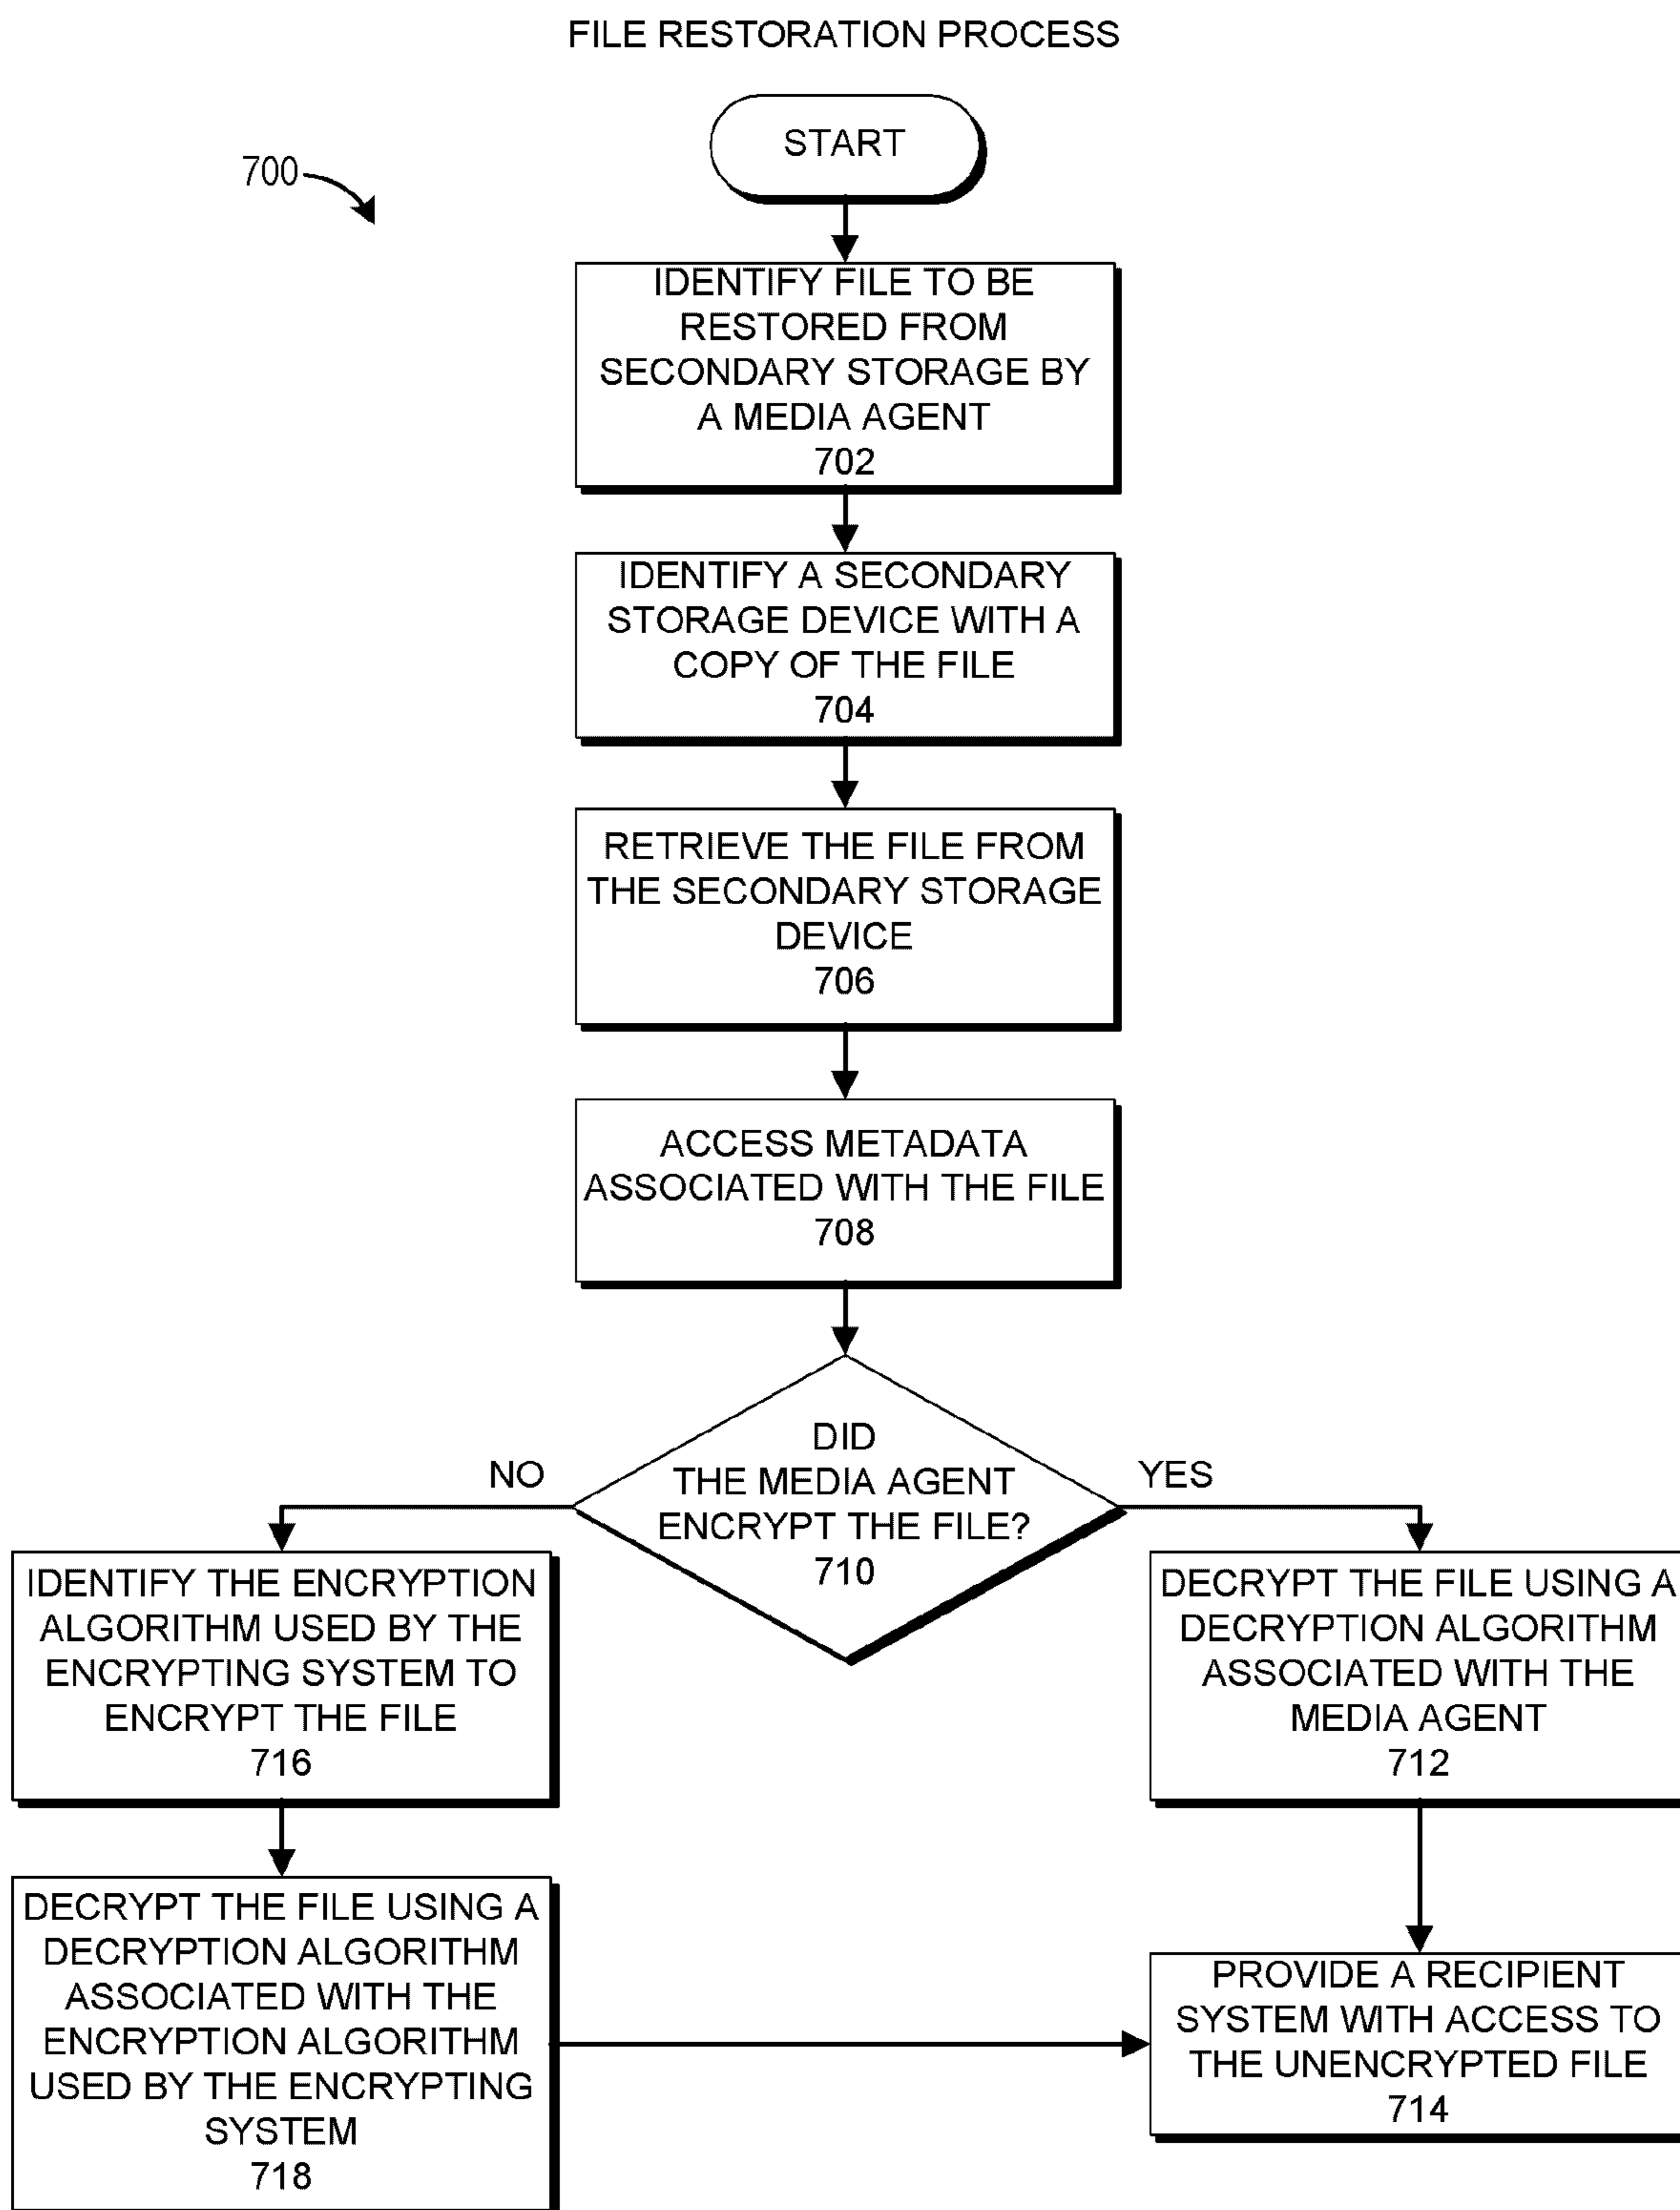 FILE RESTORATION PROCESS
START
700
IDENTIFY FILE TO BE
RESTORED FROM
SECONDARY STORAGE BY
A MEDIA AGENT
702
IDENTIFY A SECONDARY
STORAGE DEVICE WITH A
COPY OF THE FILE
704
RETRIEVE THE FILE FROM
THE SECONDARY STORAGE
DEVICE
706
ACCESS METADATA
ASSOCIATED WITH THE FILE
708
DID
THE MEDIA AGENT
ENCRYPT THE FILE?
710
NO
YES
IDENTIFY THE ENCRYPTION
ALGORITHM USED BY THE
ENCRYPTING SYSTEM TO
ENCRYPT THE FILE
716
DECRYPT THE FILE USING A
DECRYPTION ALGORITHM
ASSOCIATED WITH THE
MEDIA AGENT
712
DECRYPT THE FILE USING A
DECRYPTION ALGORITHM
ASSOCIATED WITH THE
ENCRYPTION ALGORITHM
USED BY THE ENCRYPTING
SYSTEM
718
PROVIDE A RECIPIENT
SYSTEM WITH ACCESS TO
THE UNENCRYPTED FILE
714